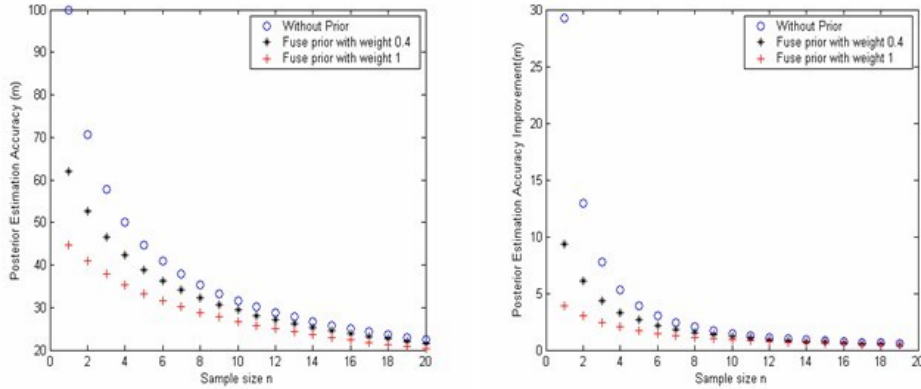 100
90
80
70
60
50
40
30
20
Posterior Estimation Accuracy (m)
Without Prior
Fuse prior with weight 0.4
Fuse prior with weight 1
0 2 4 6 8 10 12 14 16 18 20
Sample size n
30
25
20
15
10
5
0
Posterior Estimation Accuracy Improvement(m)
Without Prior
Fuse prior with weight 0.4
Fuse prior with weight 1
0 2 4 6 8 10 12 14 16 18 20
Sample size n